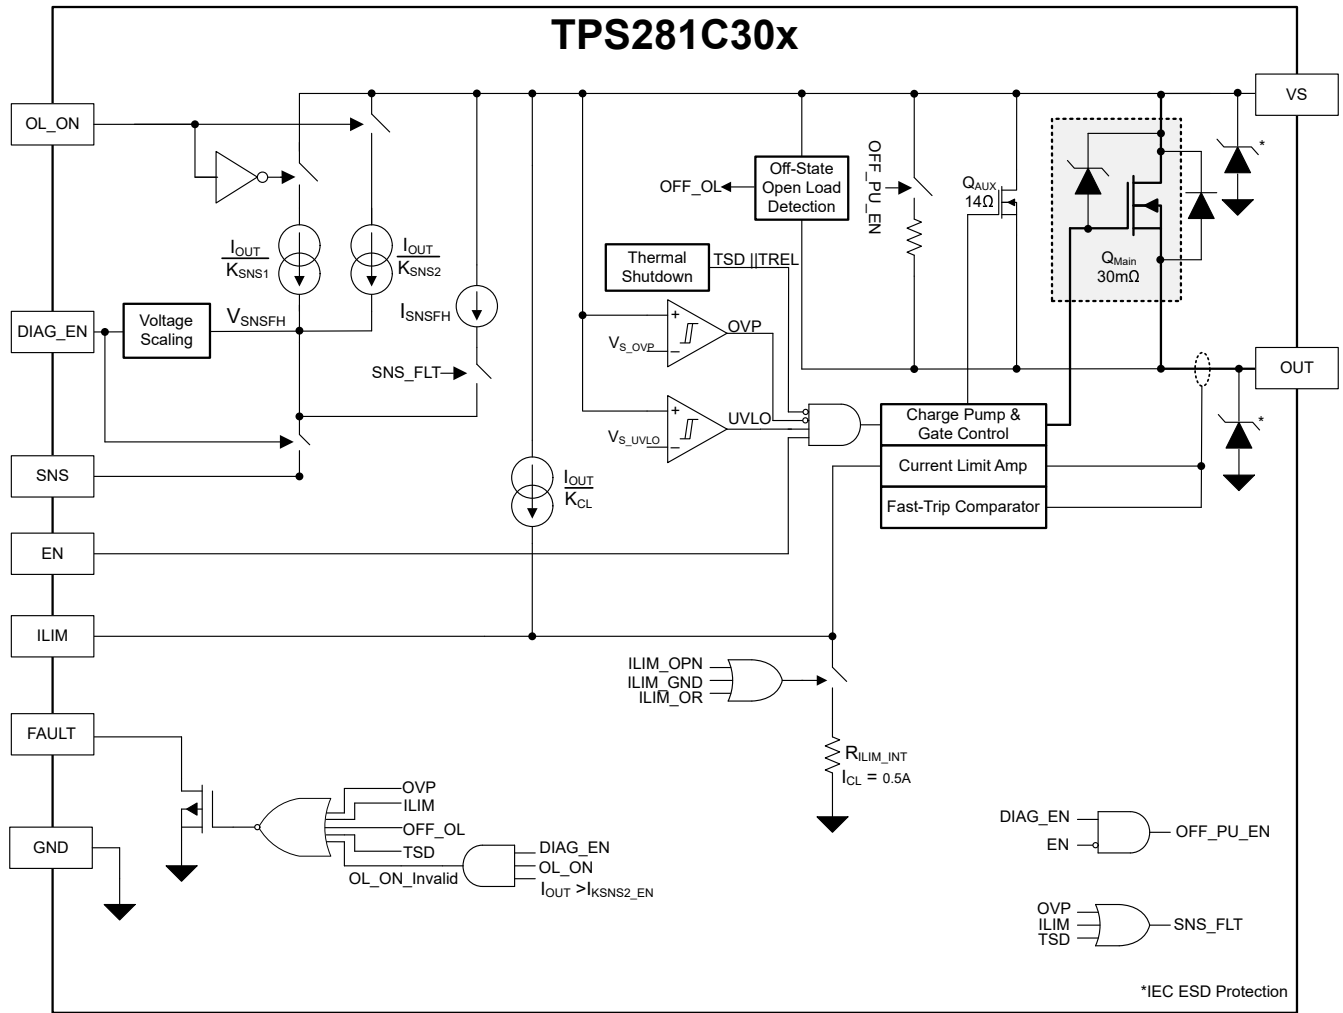 TPS281C30x
VS
OL_ON
OFF_PU_EN
*
Off-State
Open Load
Detection
OFF_OL
QAUX
14Ω
IOUT
KSNS1
IOUT
KSNS2
Thermal
Shutdown
TSD ||TREL
QMain
30mΩ
ISNSFH
DIAG_EN
Voltage
Scaling
VSNSFH
+
OVP
VS_OVP
−
SNS_FLT
OUT
+
UVLO
VS_UVLO
−
Charge Pump &
Gate Control
*
SNS
Current Limit Amp
IOUT
KCL
Fast-Trip Comparator
EN
ILIM
ILIM_OPN
ILIM_GND
ILIM_OR
FAULT
RILIM_INT
ICL = 0.5A
OVP
ILIM
OFF_OL
TSD
OL_ON_Invalid
DIAG_EN
OL_ON
IOUT >IKSNS2_EN
GND
DIAG_EN
EN
OFF_PU_EN
OVP
ILIM
TSD
SNS_FLT
*IEC ESD Protection